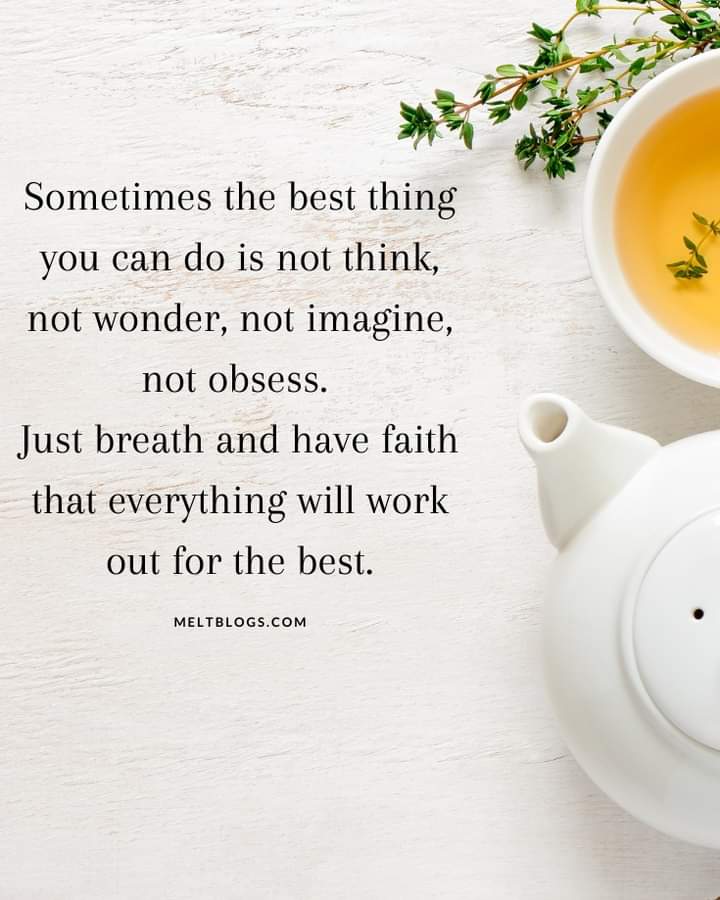 Sometimes the best thing
you can do is not think,
not wonder, not imagine,
not obsess.
Just breath and have faith
that everything will work
out for the best.
MELTBLOGS.COM